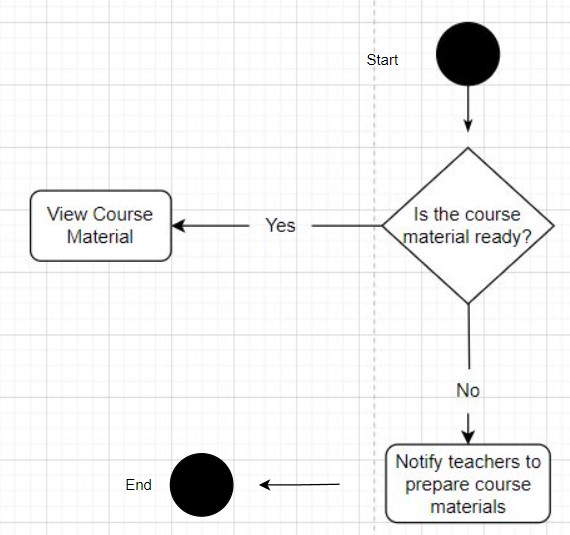 Start
Is the course
material ready?
Yes
View Course
Material
No
Notify teachers to
prepare course
materials
End